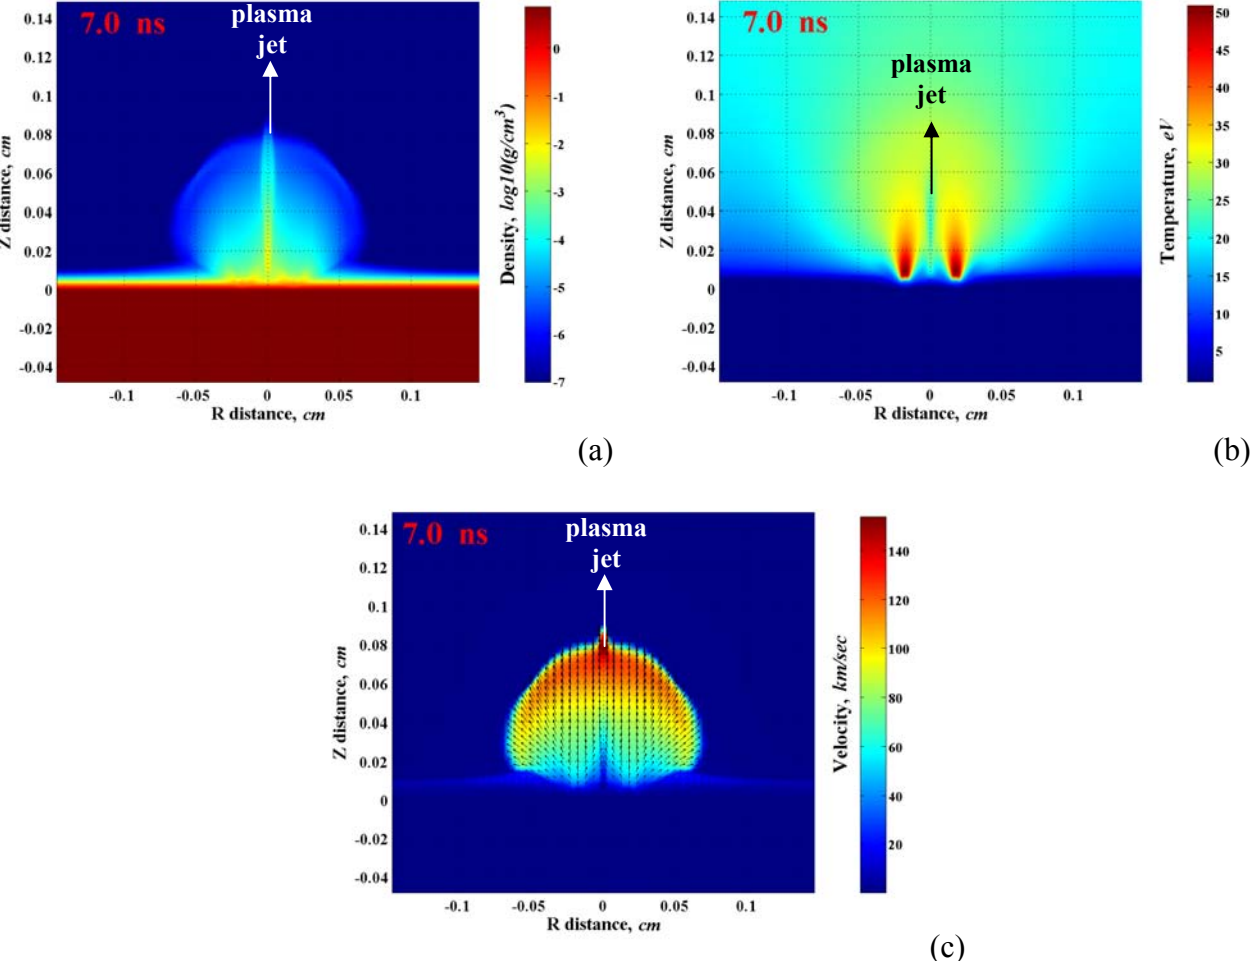 7.0 ns
plasma
jet
0.14
0.12
0.1
0.08
0.06
0.04
0.02
0
-0.02
-0.04
Z distance, cm
-0.1 -0.05 0 0.05 0.1
R distance, cm
0
-1
-2
-3
-4
-5
-6
-7
Density, log10(g/cm³)
(a)
7.0 ns
plasma
jet
0.14
0.12
0.1
0.08
0.06
0.04
0.02
0
-0.02
-0.04
Z distance, cm
-0.1 -0.05 0 0.05 0.1
R distance, cm
50
45
40
35
30
25
20
15
10
5
Temperature, eV
(b)
7.0 ns
plasma
jet
0.14
0.12
0.1
0.08
0.06
0.04
0.02
0
-0.02
-0.04
Z distance, cm
-0.1 -0.05 0 0.05 0.1
R distance, cm
140
120
100
80
60
40
20
Velocity, km/sec
(c)